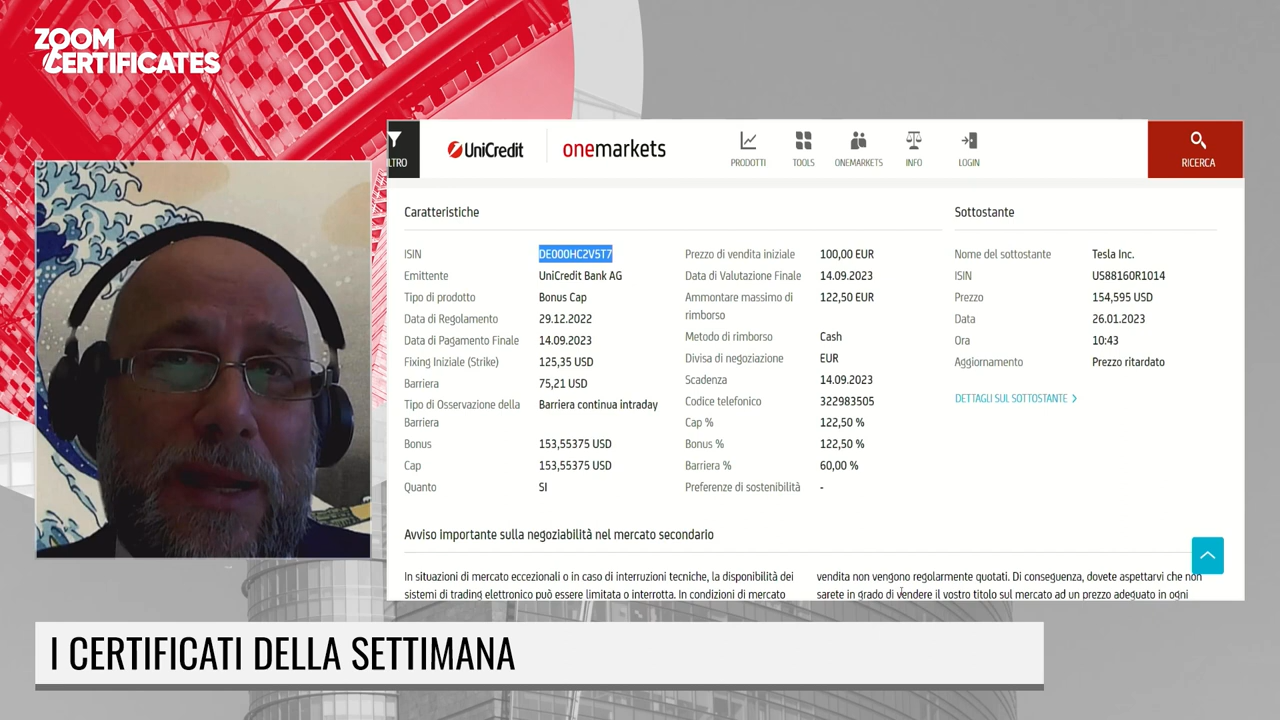 ZOOM
CERTIFICATES
LTRO
UniCredit
onemarkets
PRODOTTI
TOOLS
ONEMARKETS
INFO
LOGIN
RICERCA
Caratteristiche
ISIN DE000HC2V5T7
Emittente UniCredit Bank AG
Tipo di prodotto Bonus Cap
Data di Regolamento 29.12.2022
Data di Pagamento Finale 14.09.2023
Fixing Iniziale (Strike) 125,35 USD
Barriera 75,21 USD
Tipo di Osservazione della Barriera continua intraday
Barriera
Bonus 153,55375 USD
Cap 153,55375 USD
Quanto SI
Prezzo di vendita iniziale 100,00 EUR
Data di Valutazione Finale 14.09.2023
Ammontare massimo di 122,50 EUR
rimborso
Metodo di rimborso Cash
Divisa di negoziazione EUR
Scadenza 14.09.2023
Codice telefonico 322983505
Cap % 122,50 %
Bonus % 122,50 %
Barriera % 60,00 %
Preferenze di sostenibilità -
Sottostante
Nome del sottostante Tesla Inc.
ISIN US88160R1014
Prezzo 154,595 USD
Data 26.01.2023
Ora 10:43
Aggiornamento Prezzo ritardato
DETTAGLI SUL SOTTOSTANTE
Avviso importante sulla negoziabilità nel mercato secondario
In situazioni di mercato eccezionali o in caso di interruzioni tecniche, la disponibilità dei
sistemi di trading elettronico può essere limitata o interrotta. In condizioni di mercato
vendita non vengono regolarmente quotati. Di conseguenza, dovete aspettarvi che non
sarete in grado di vendere il vostro titolo sul mercato ad un prezzo adeguato in ogni
I CERTIFICATI DELLA SETTIMANA